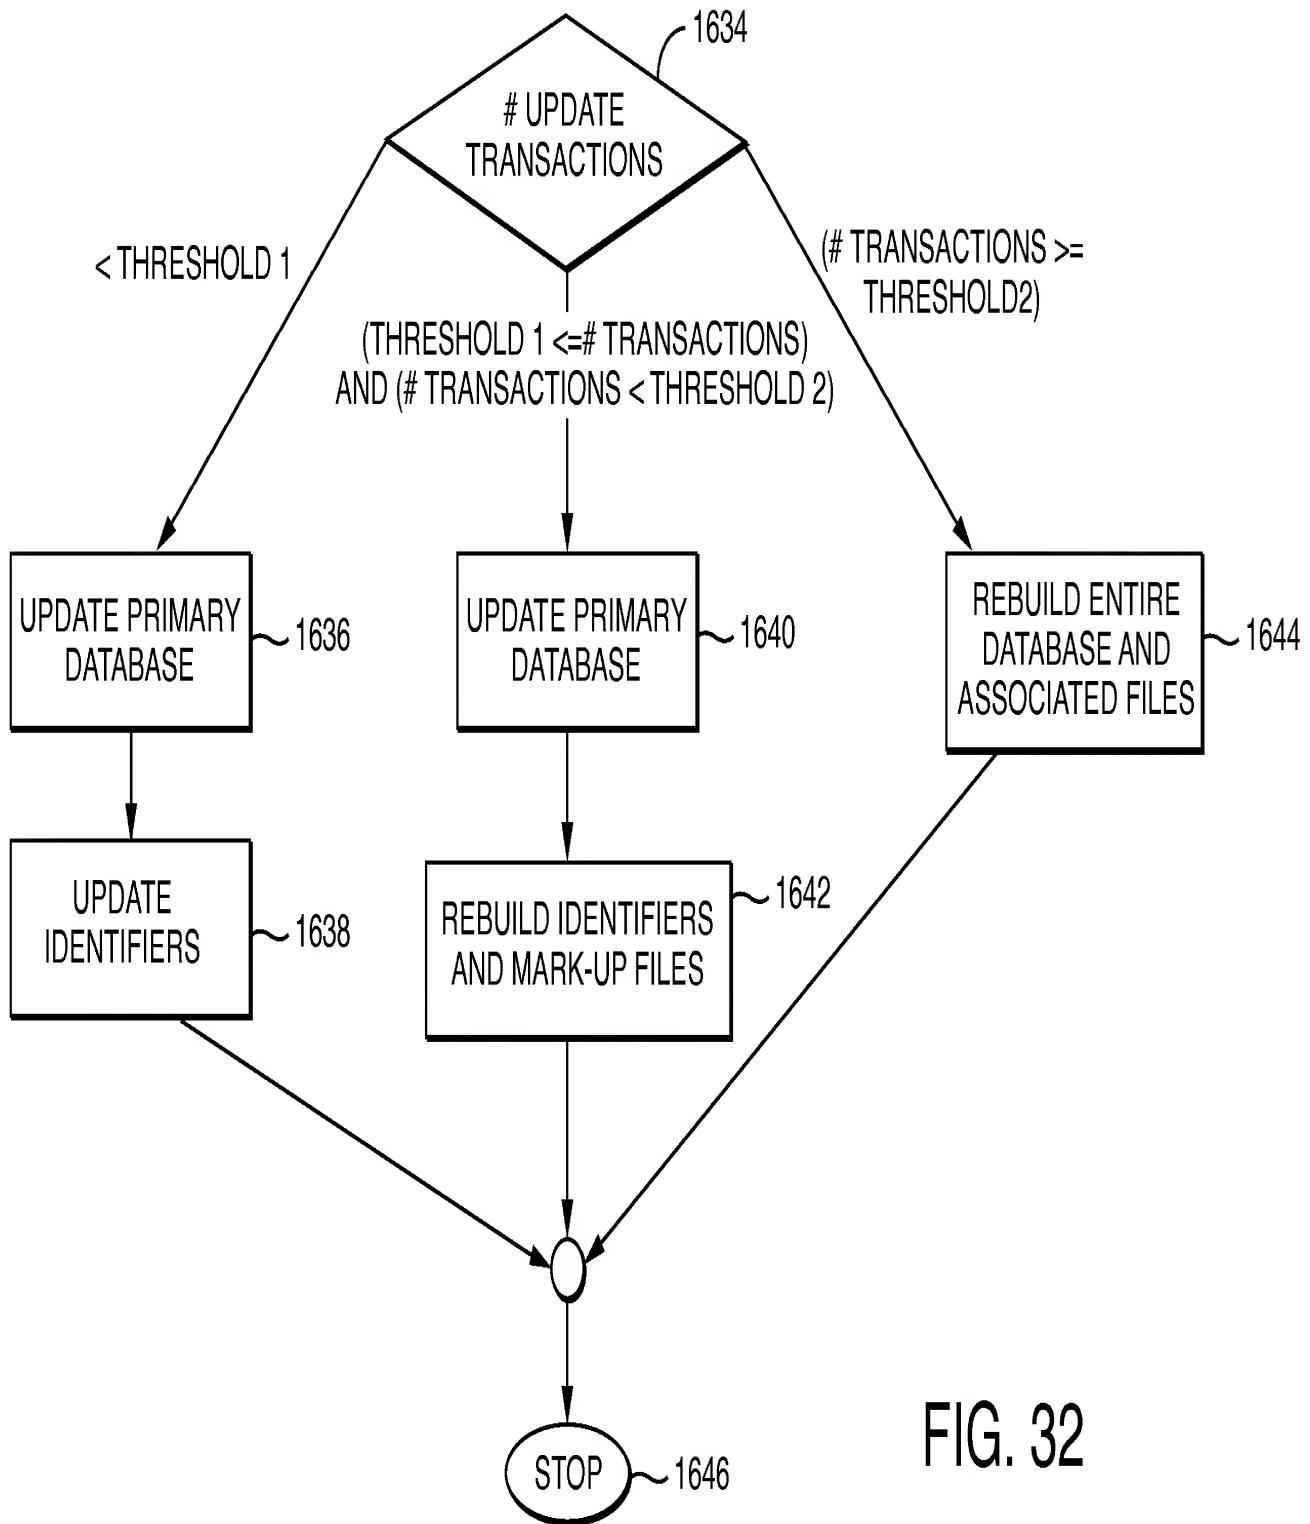 1634
# UPDATE
TRANSACTIONS
< THRESHOLD 1
(# TRANSACTIONS >=
THRESHOLD2)
(THRESHOLD 1 <=# TRANSACTIONS)
AND (# TRANSACTIONS < THRESHOLD 2)
UPDATE PRIMARY
DATABASE
1636
UPDATE PRIMARY
DATABASE
1640
REBUILD ENTIRE
DATABASE AND
ASSOCIATED FILES
1644
UPDATE
IDENTIFIERS
1638
REBUILD IDENTIFIERS
AND MARK-UP FILES
1642
STOP
1646
FIG. 32